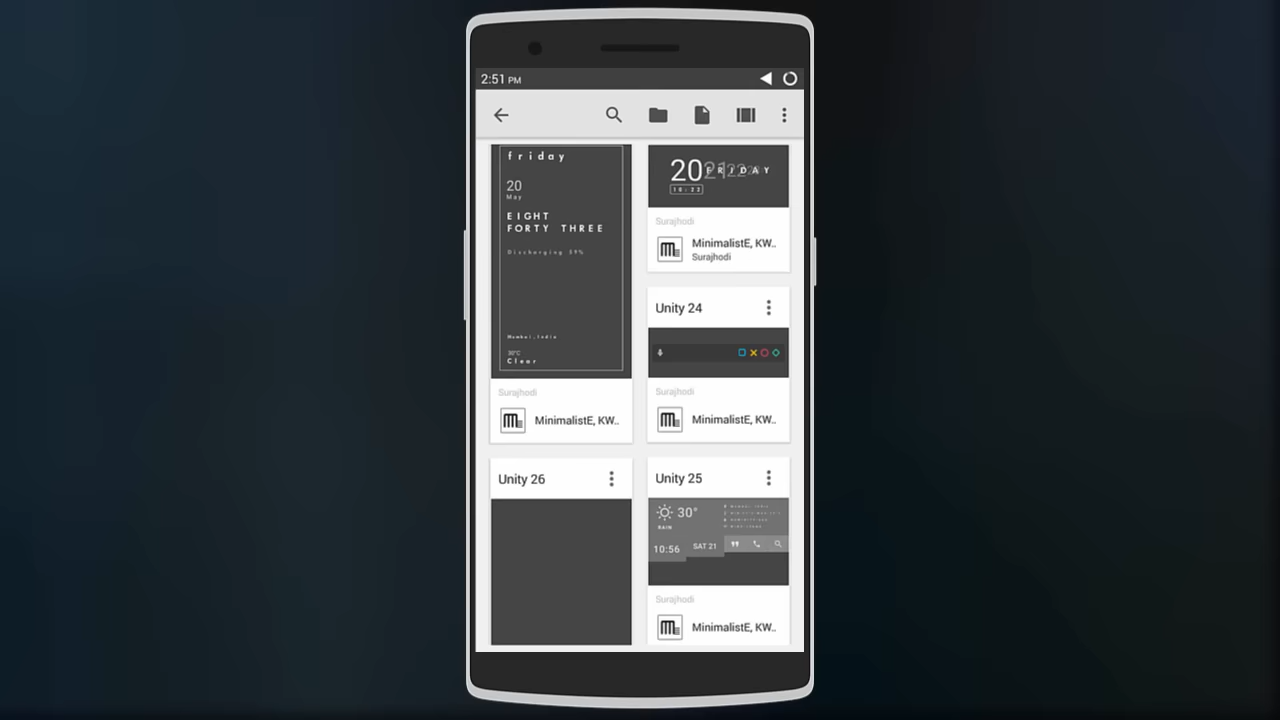 2:51 PM
friday
20
May
EIGHT
FORTY THREE
Discharging 59%
Mumbai, India
30°C
Clear
Surajhodi
MinimalistE, KW..
Unity 26
20 21 22 23
FRIDAY
Surajhodi
MinimalistE, KW..
Surajhodi
Unity 24
Surajhodi
MinimalistE, KW..
Unity 25
30°
RAIN
10:56
SAT 21
Surajhodi
MinimalistE, KW..